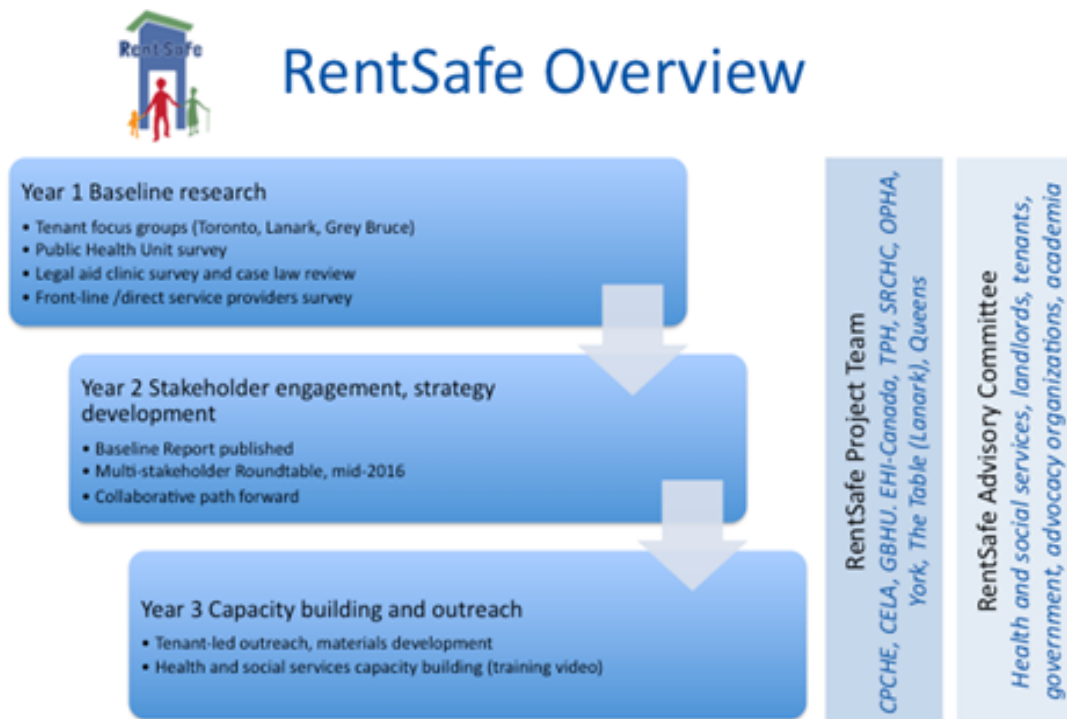 RentSafe
RentSafe Overview
Year 1 Baseline research
• Tenant focus groups (Toronto, Lanark, Grey Bruce)
• Public Health Unit survey
• Legal aid clinic survey and case law review
• Front-line /direct service providers survey
Year 2 Stakeholder engagement, strategy
development
• Baseline Report published
• Multi-stakeholder Roundtable, mid-2016
• Collaborative path forward
Year 3 Capacity building and outreach
• Tenant-led outreach, materials development
• Health and social services capacity building (training video)
RentSafe Project Team
CPCHE, CELA, GBHU. EHI-Canada, TPH, SRCHC, OPHA,
York, The Table (Lanark), Queens
RentSafe Advisory Committee
Health and social services, landlords, tenants,
government, advocacy organizations, academia